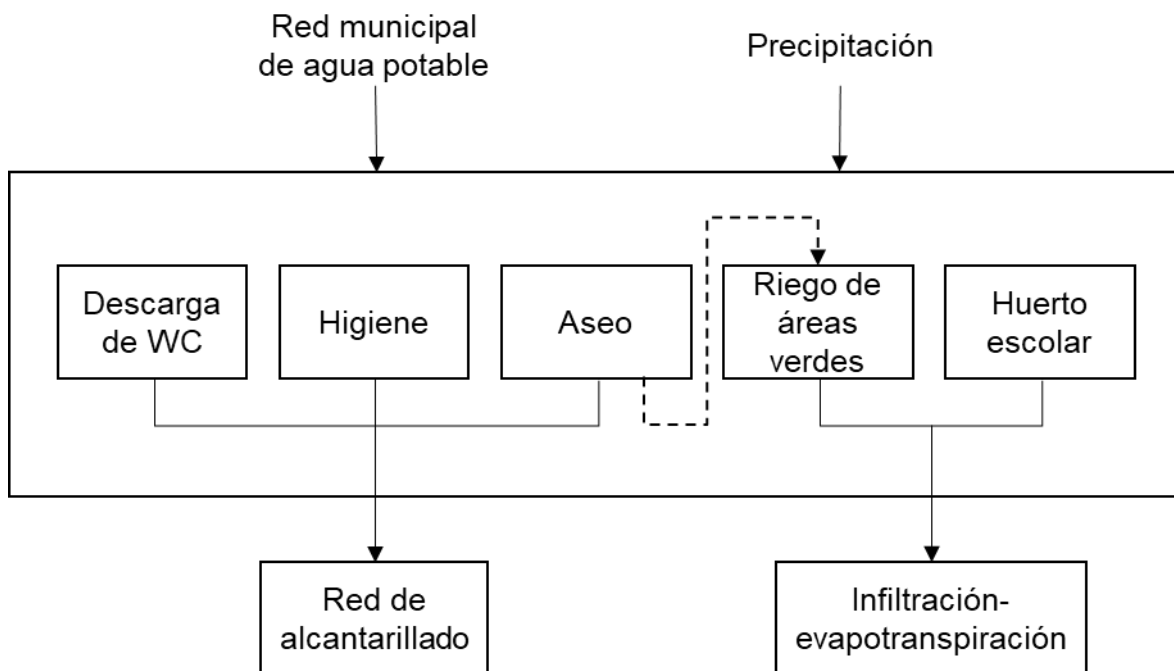 Red municipal
de agua potable
Precipitación
Descarga
de WC
Higiene
Aseo
Riego de
áreas
verdes
Huerto
escolar
Red de
alcantarillado
Infiltración-
evapotranspiración